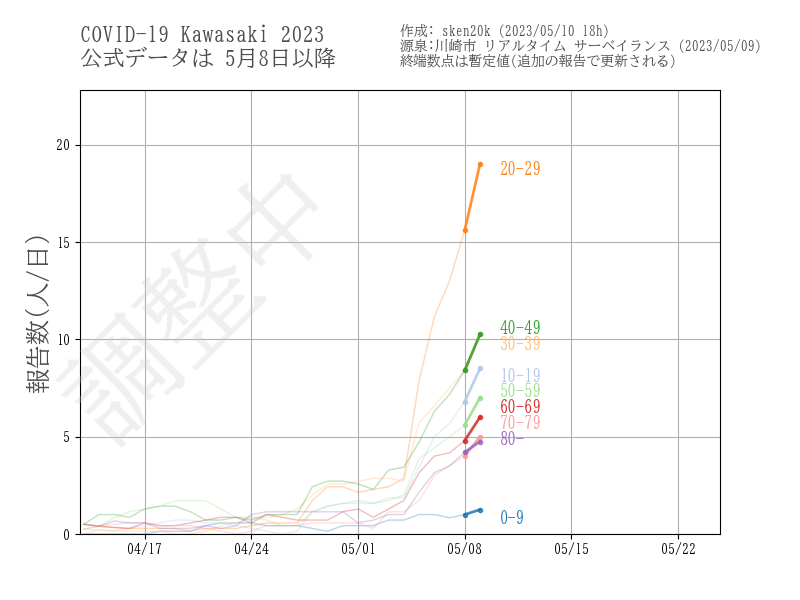 COVID-19 Kawasaki 2023
公式データは 5月8日以降
作成: sken20k (2023/05/10 18h)
源泉:川崎市 リアルタイム サーベイランス (2023/05/09)
終端数点は暫定値(追加の報告で更新される)
調整中
報告数(人/日)
20
15
10
5
0
20-29
40-49
30-39
10-19
50-59
60-69
70-79
80-
0-9
04/17
04/24
05/01
05/08
05/15
05/22